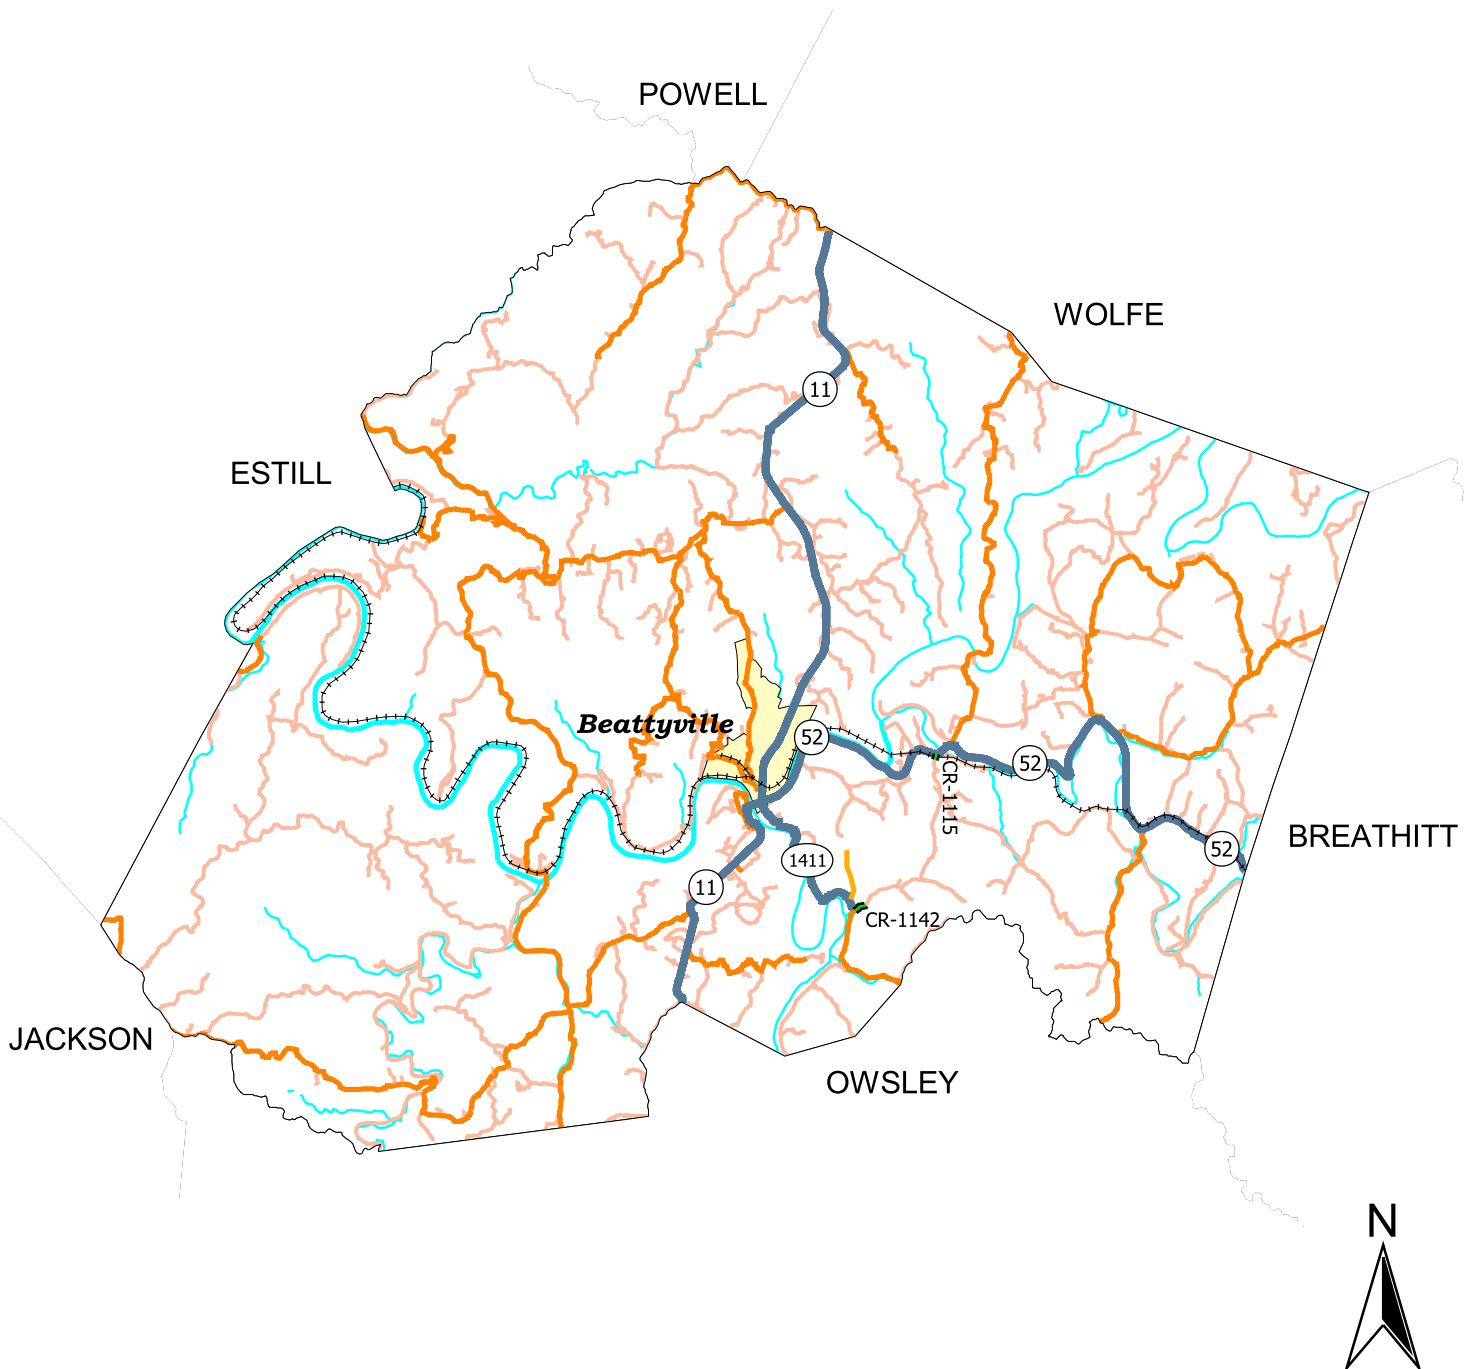 POWELL
WOLFE
11
ESTILL
Beattyville
52
52
CR-1115
BREATHITT
52
1411
11
CR-1142
JACKSON
OWSLEY
N